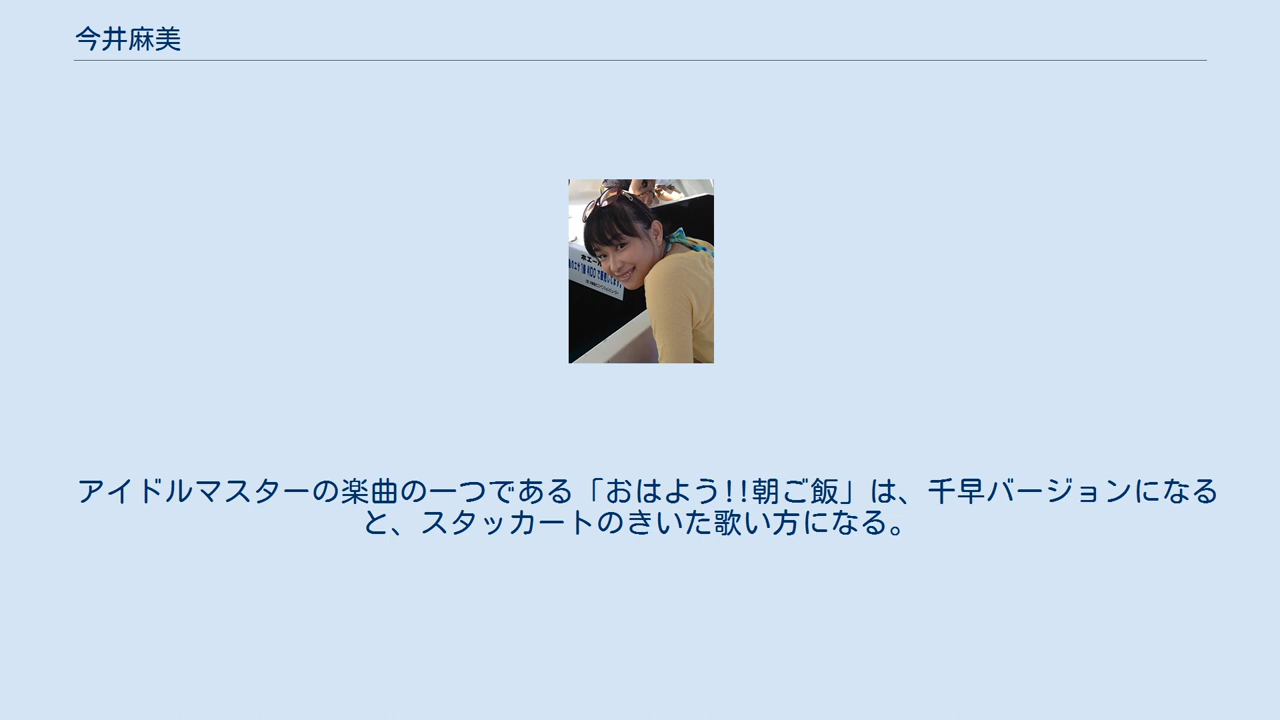 今井麻美
アイドルマスターの楽曲の一つである「おはよう!!朝ご飯」は、千早バージョンになる
と、スタッカートのきいた歌い方になる。